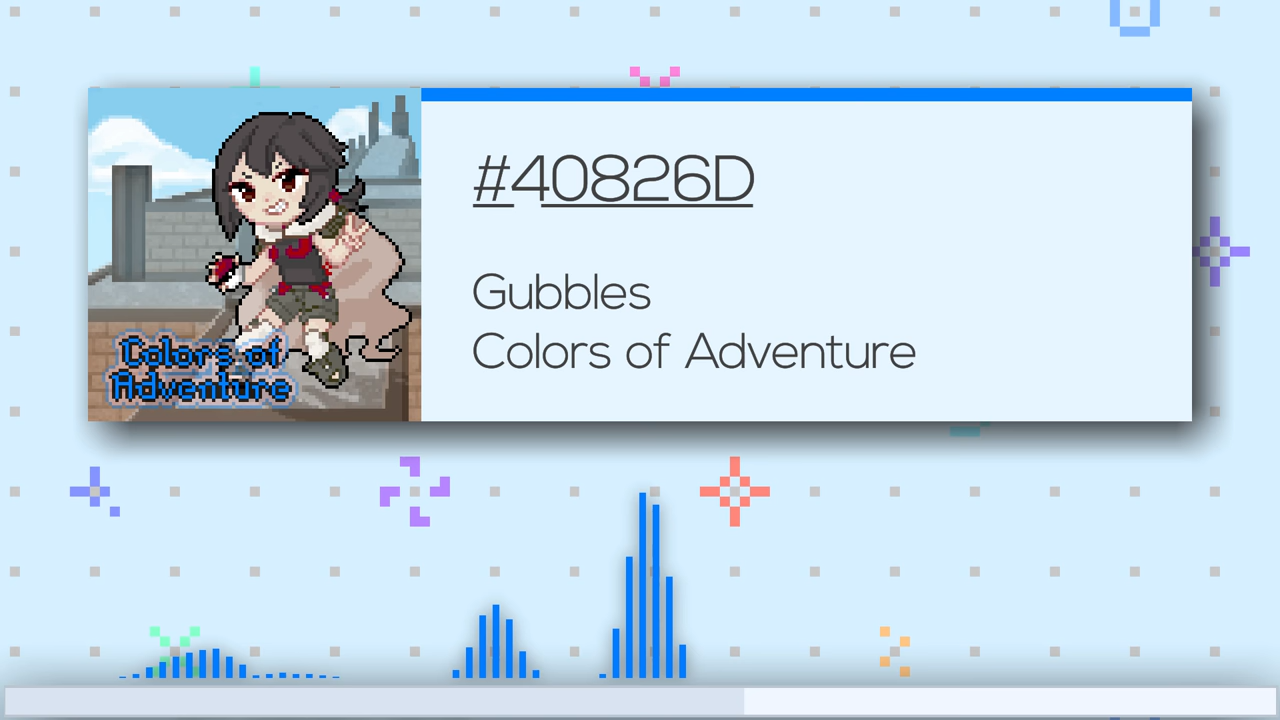 #40826D
Gubbles
Colors of Adventure
Colors of
Adventure